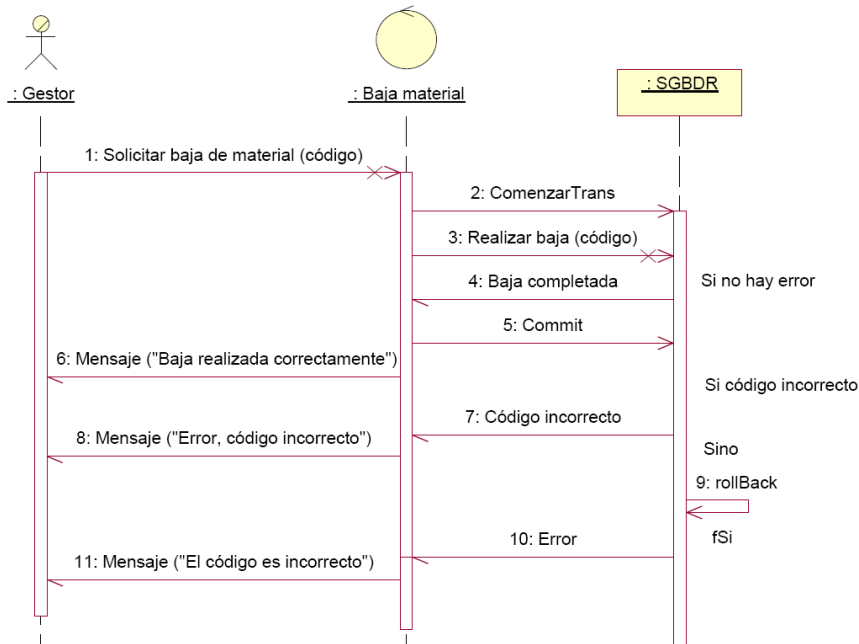 : Gestor
: Baja material
: SGBDR
1: Solicitar baja de material (código)
2: ComenzarTrans
3: Realizar baja (código)
4: Baja completada
Si no hay error
5: Commit
6: Mensaje ("Baja realizada correctamente")
Si código incorrecto
7: Código incorrecto
8: Mensaje ("Error, código incorrecto")
Sino
9: rollBack
10: Error
fSi
11: Mensaje ("El código es incorrecto")